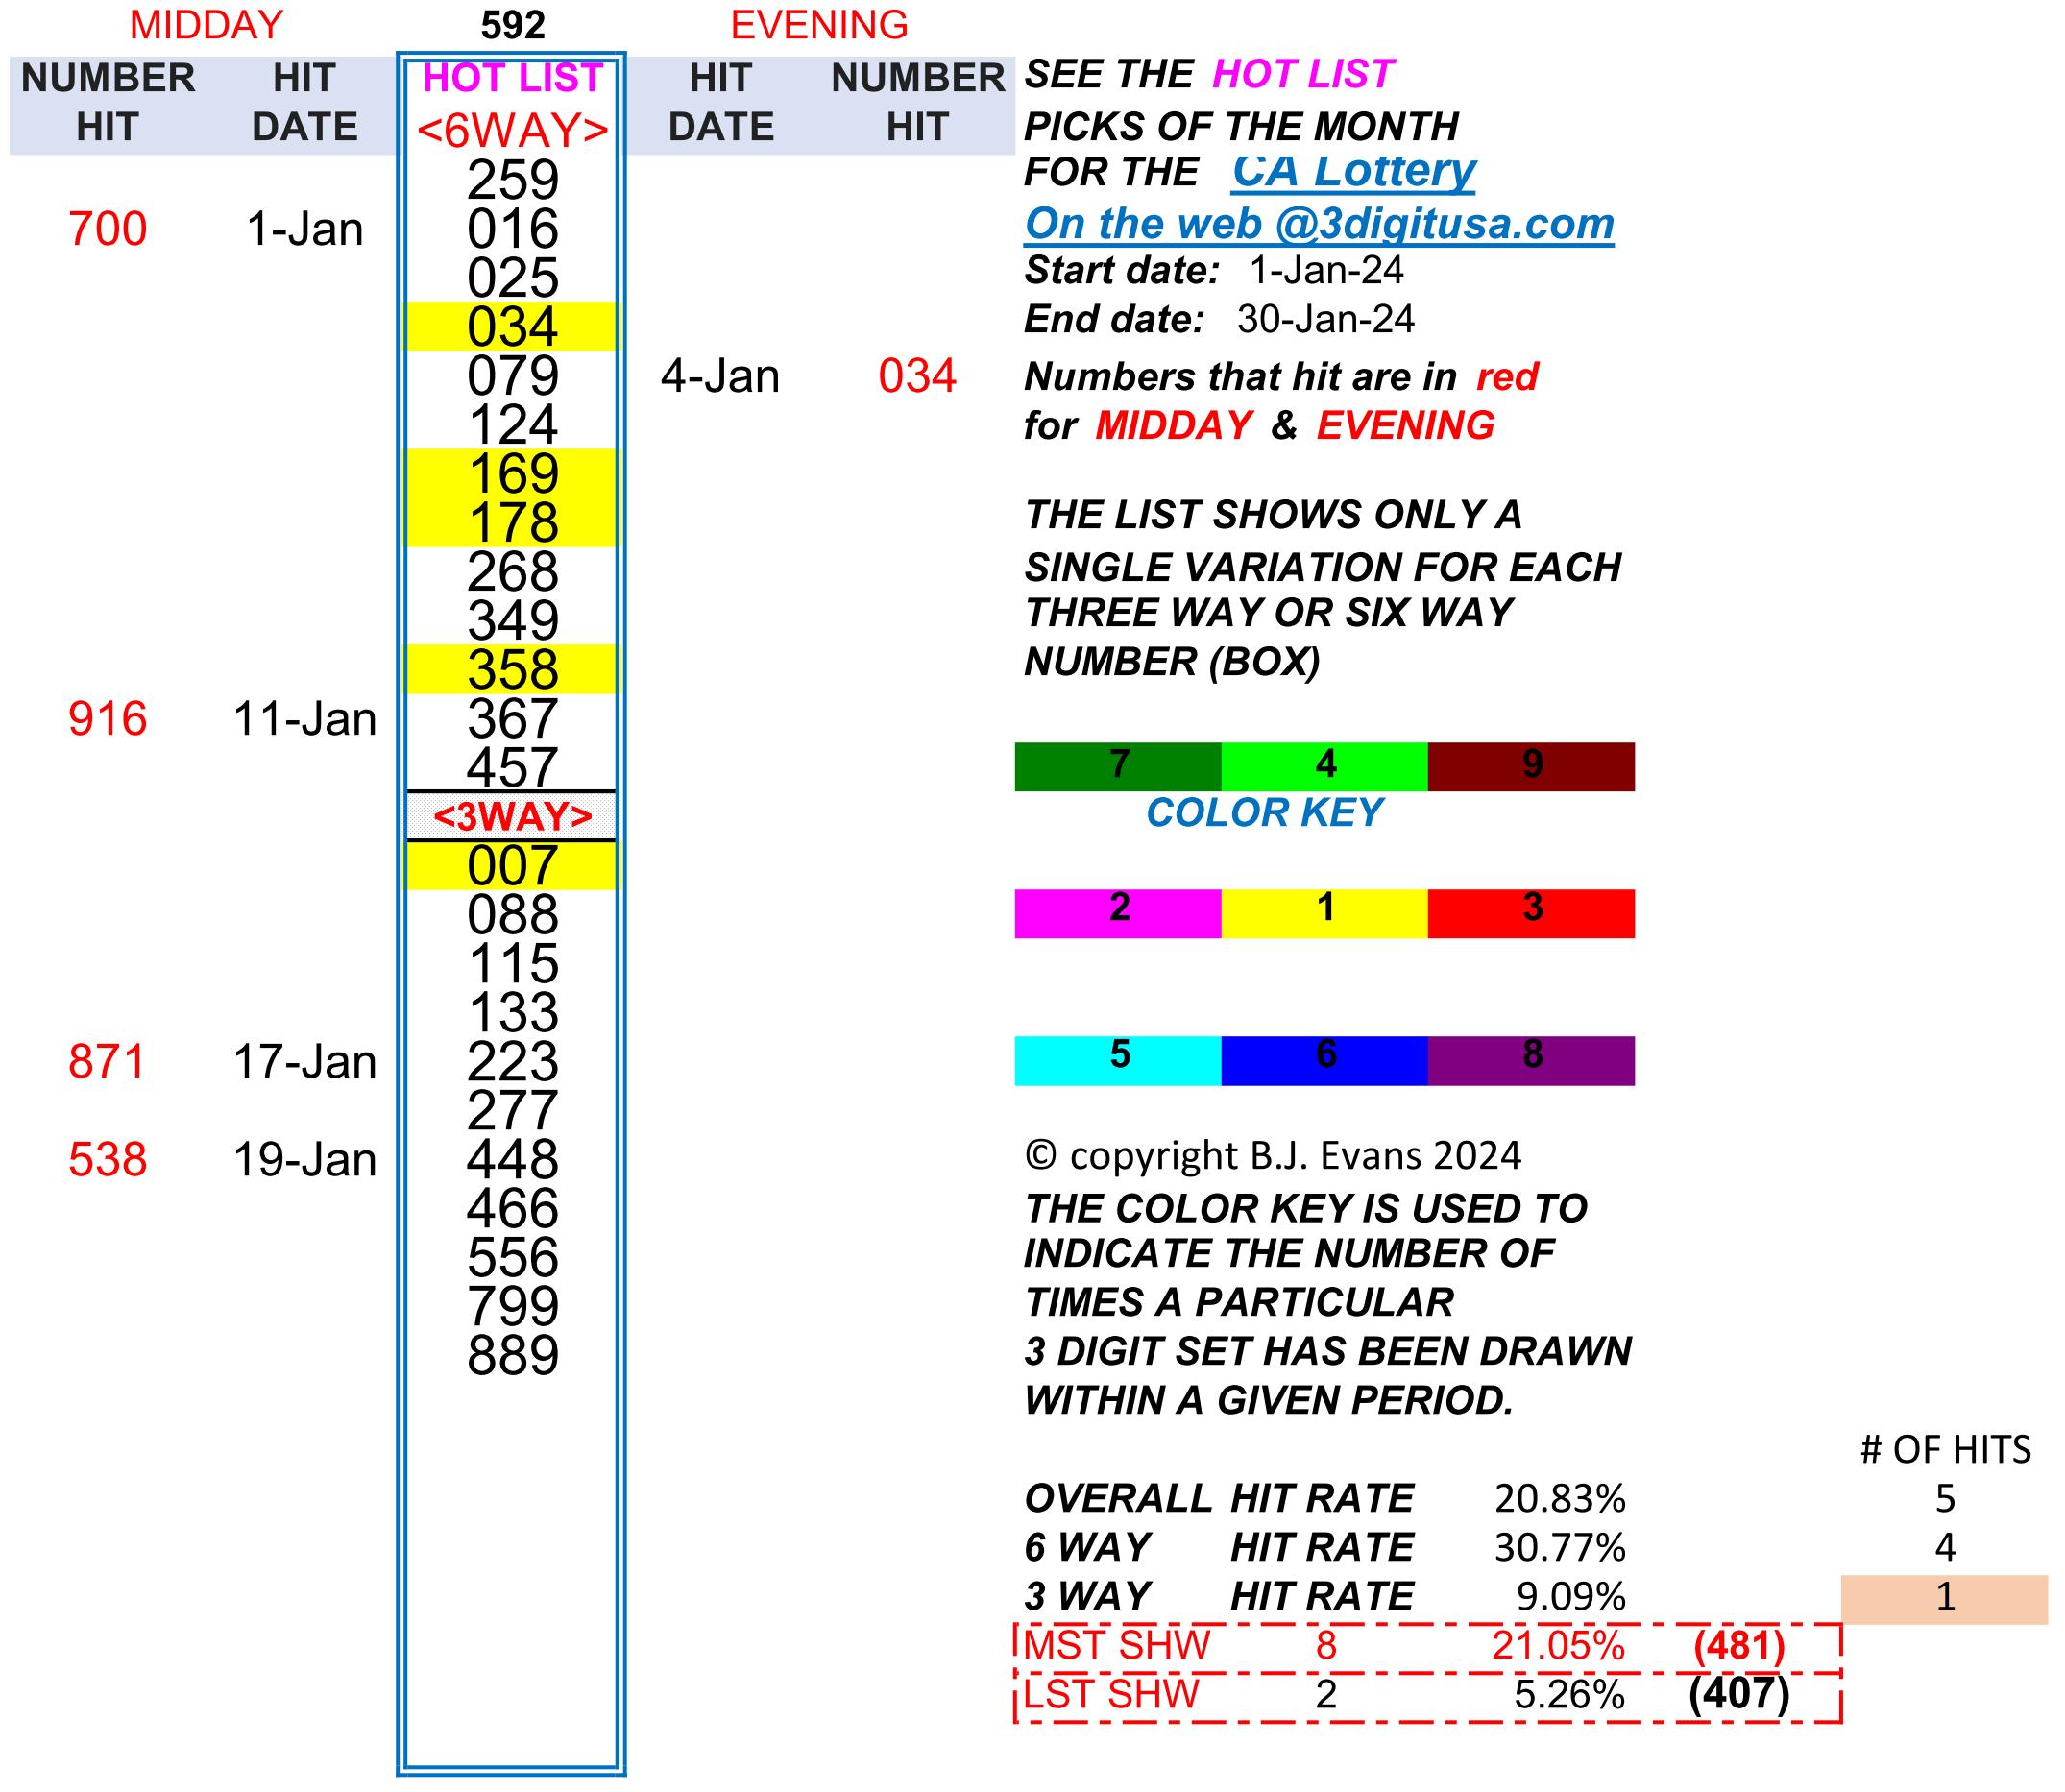 MIDDAY 592 EVENING
NUMBER HIT HOT LIST HIT NUMBER
HIT DATE <6WAY> DATE HIT
259
700 1-Jan 016
025
034
079 4-Jan 034
124
169
178
268
349
358
916 11-Jan 367
457
<3WAY>
007
088
115
133
871 17-Jan 223
277
538 19-Jan 448
466
556
799
889
SEE THE HOT LIST
PICKS OF THE MONTH
FOR THE CA Lottery
On the web @3digitusa.com
Start date: 1-Jan-24
End date: 30-Jan-24
Numbers that hit are in red
for MIDDAY & EVENING
THE LIST SHOWS ONLY A
SINGLE VARIATION FOR EACH
THREE WAY OR SIX WAY
NUMBER (BOX)
7 4 9
COLOR KEY
2 1 3
5 6 8
© copyright B.J. Evans 2024
THE COLOR KEY IS USED TO
INDICATE THE NUMBER OF
TIMES A PARTICULAR
3 DIGIT SET HAS BEEN DRAWN
WITHIN A GIVEN PERIOD.
# OF HITS
OVERALL HIT RATE 20.83% 5
6 WAY HIT RATE 30.77% 4
3 WAY HIT RATE 9.09% 1
MST SHW 8 21.05% (481)
LST SHW 2 5.26% (407)